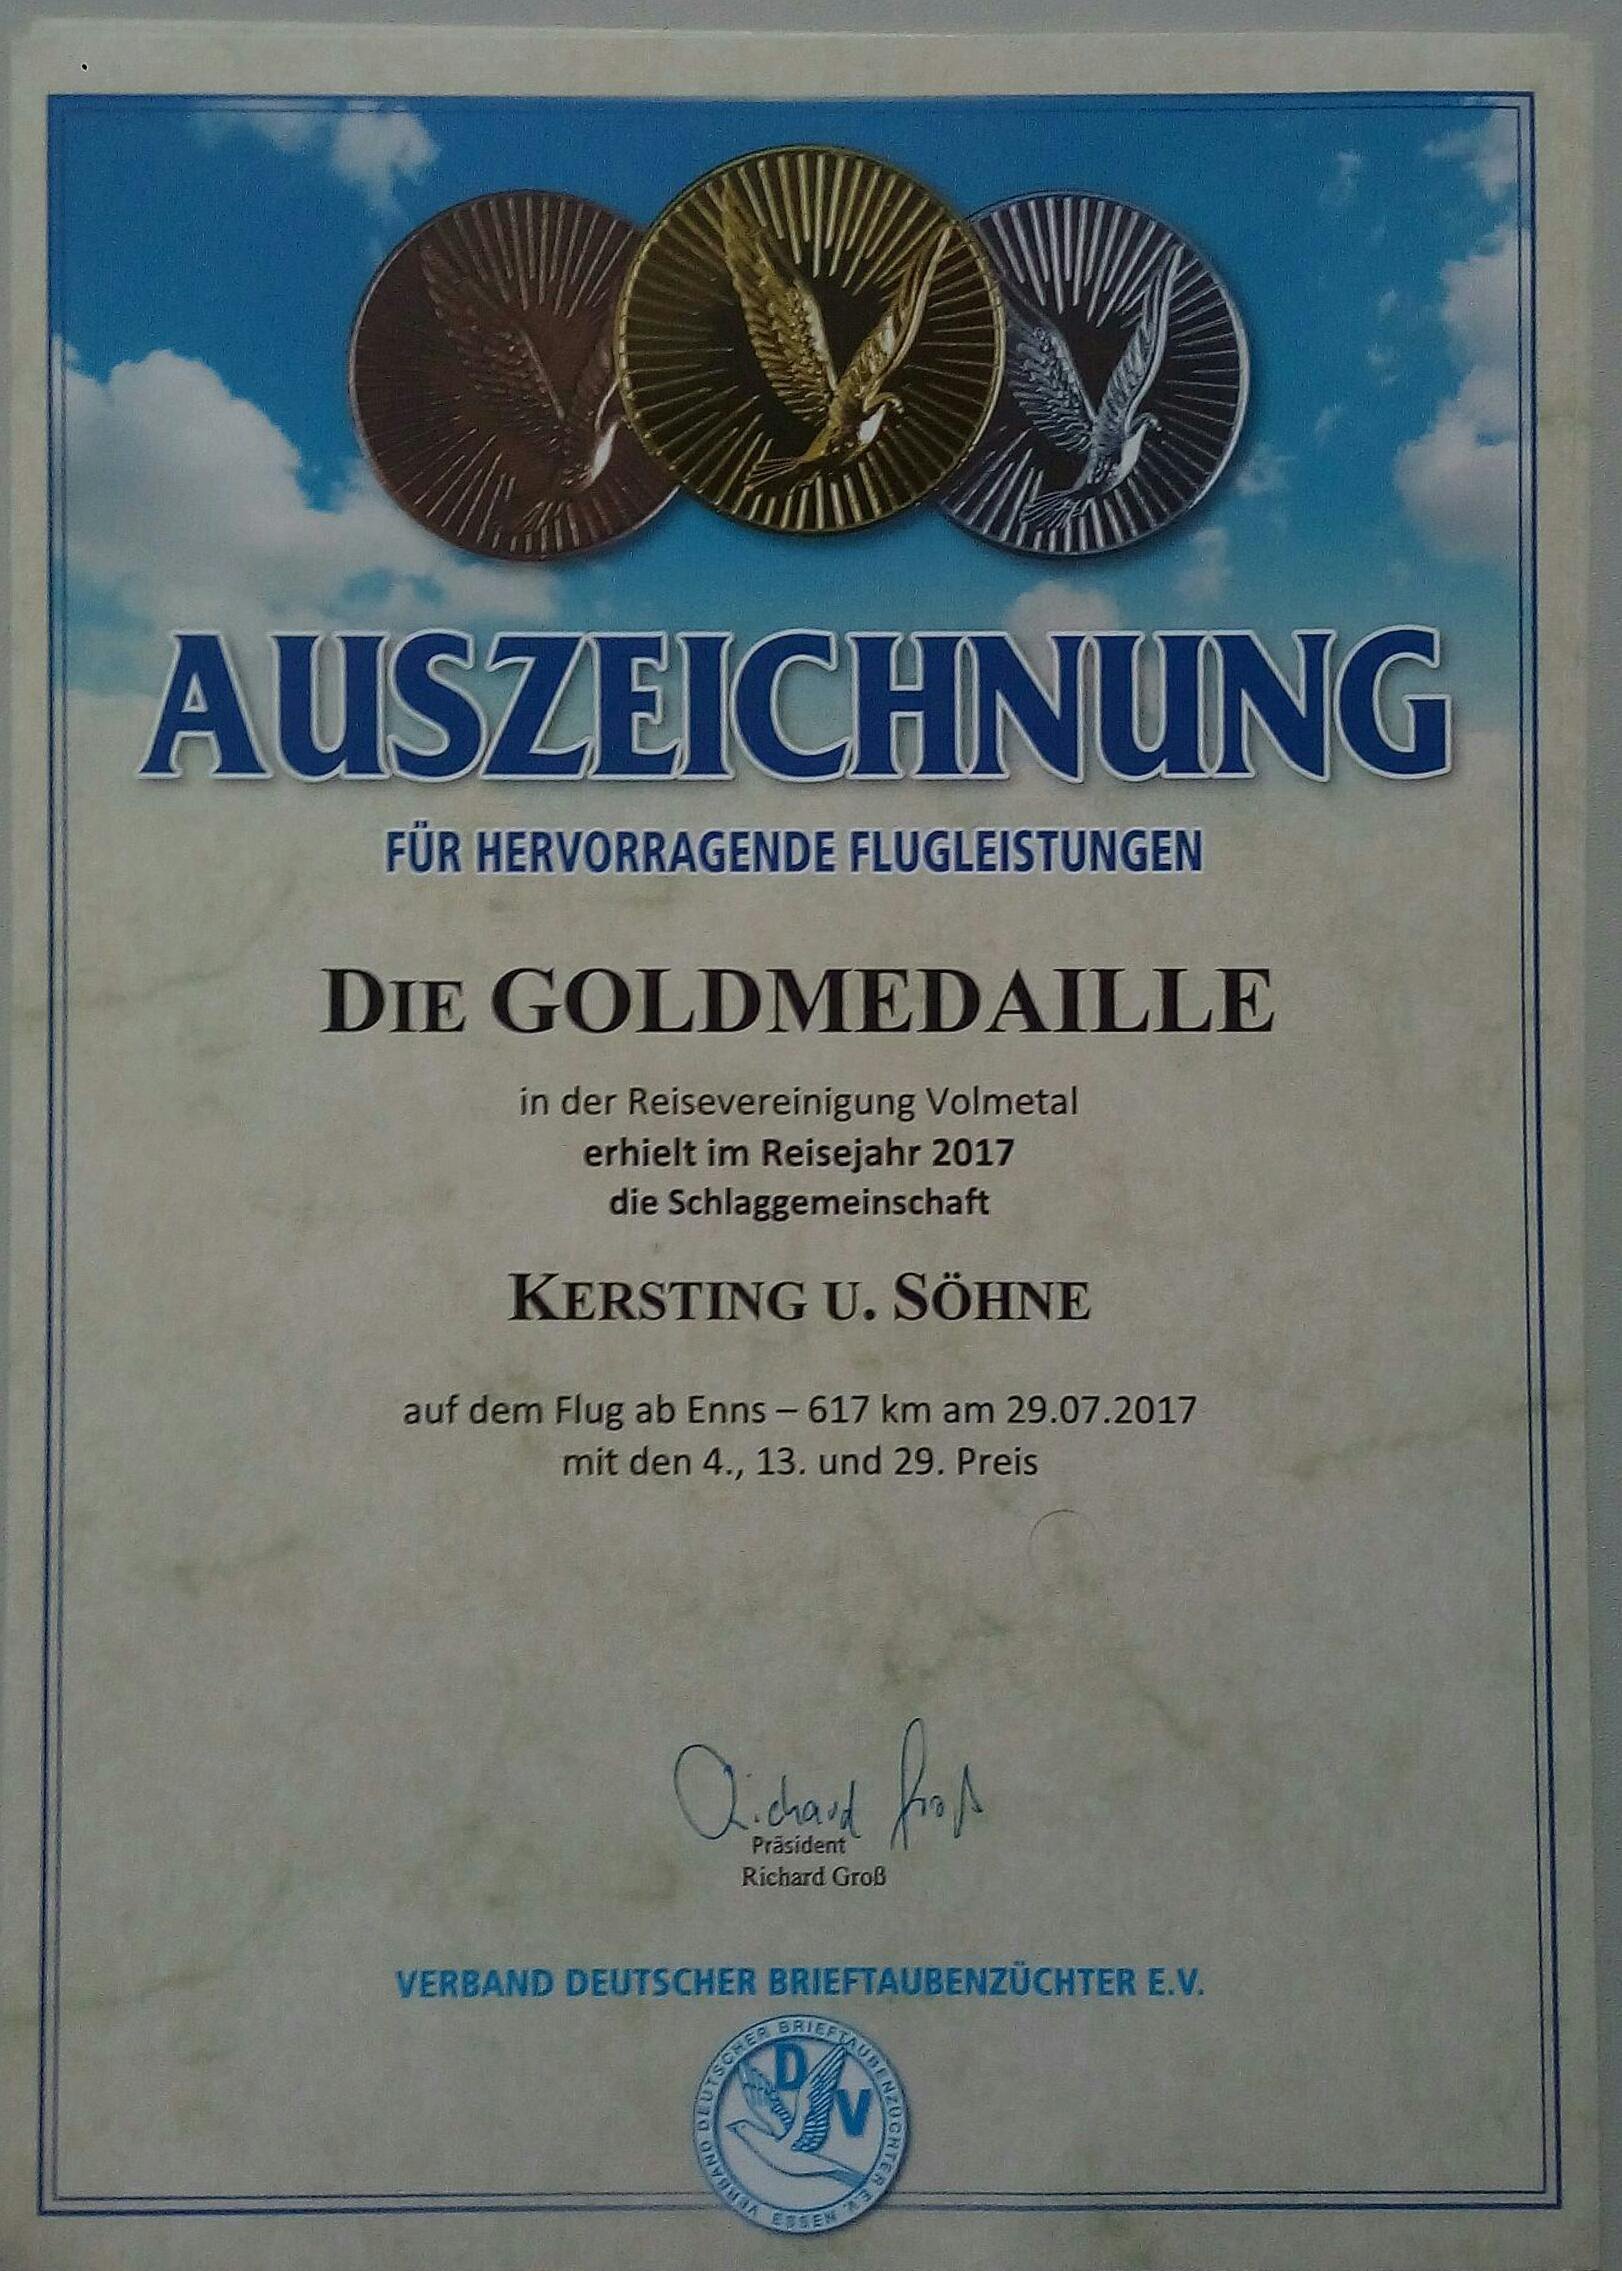 AUSZEICHNUNG
FÜR HERVORRAGENDE FLUGLEISTUNGEN
DIE GOLDMEDAILLE
in der Reisevereinigung Volmetal
erhielt im Reisejahr 2017
die Schlaggemeinschaft
KERSTING U. SÖHNE
auf dem Flug ab Enns – 617 km am 29.07.2017
mit den 4., 13. und 29. Preis
Richard Groß
Präsident
Richard Groß
VERBAND DEUTSCHER BRIEFTAUBENZÜCHTER E.V.
VERBAND DEUTSCHER BRIEFTAUBENZÜCHTER E.V.
D
V
ESSEN